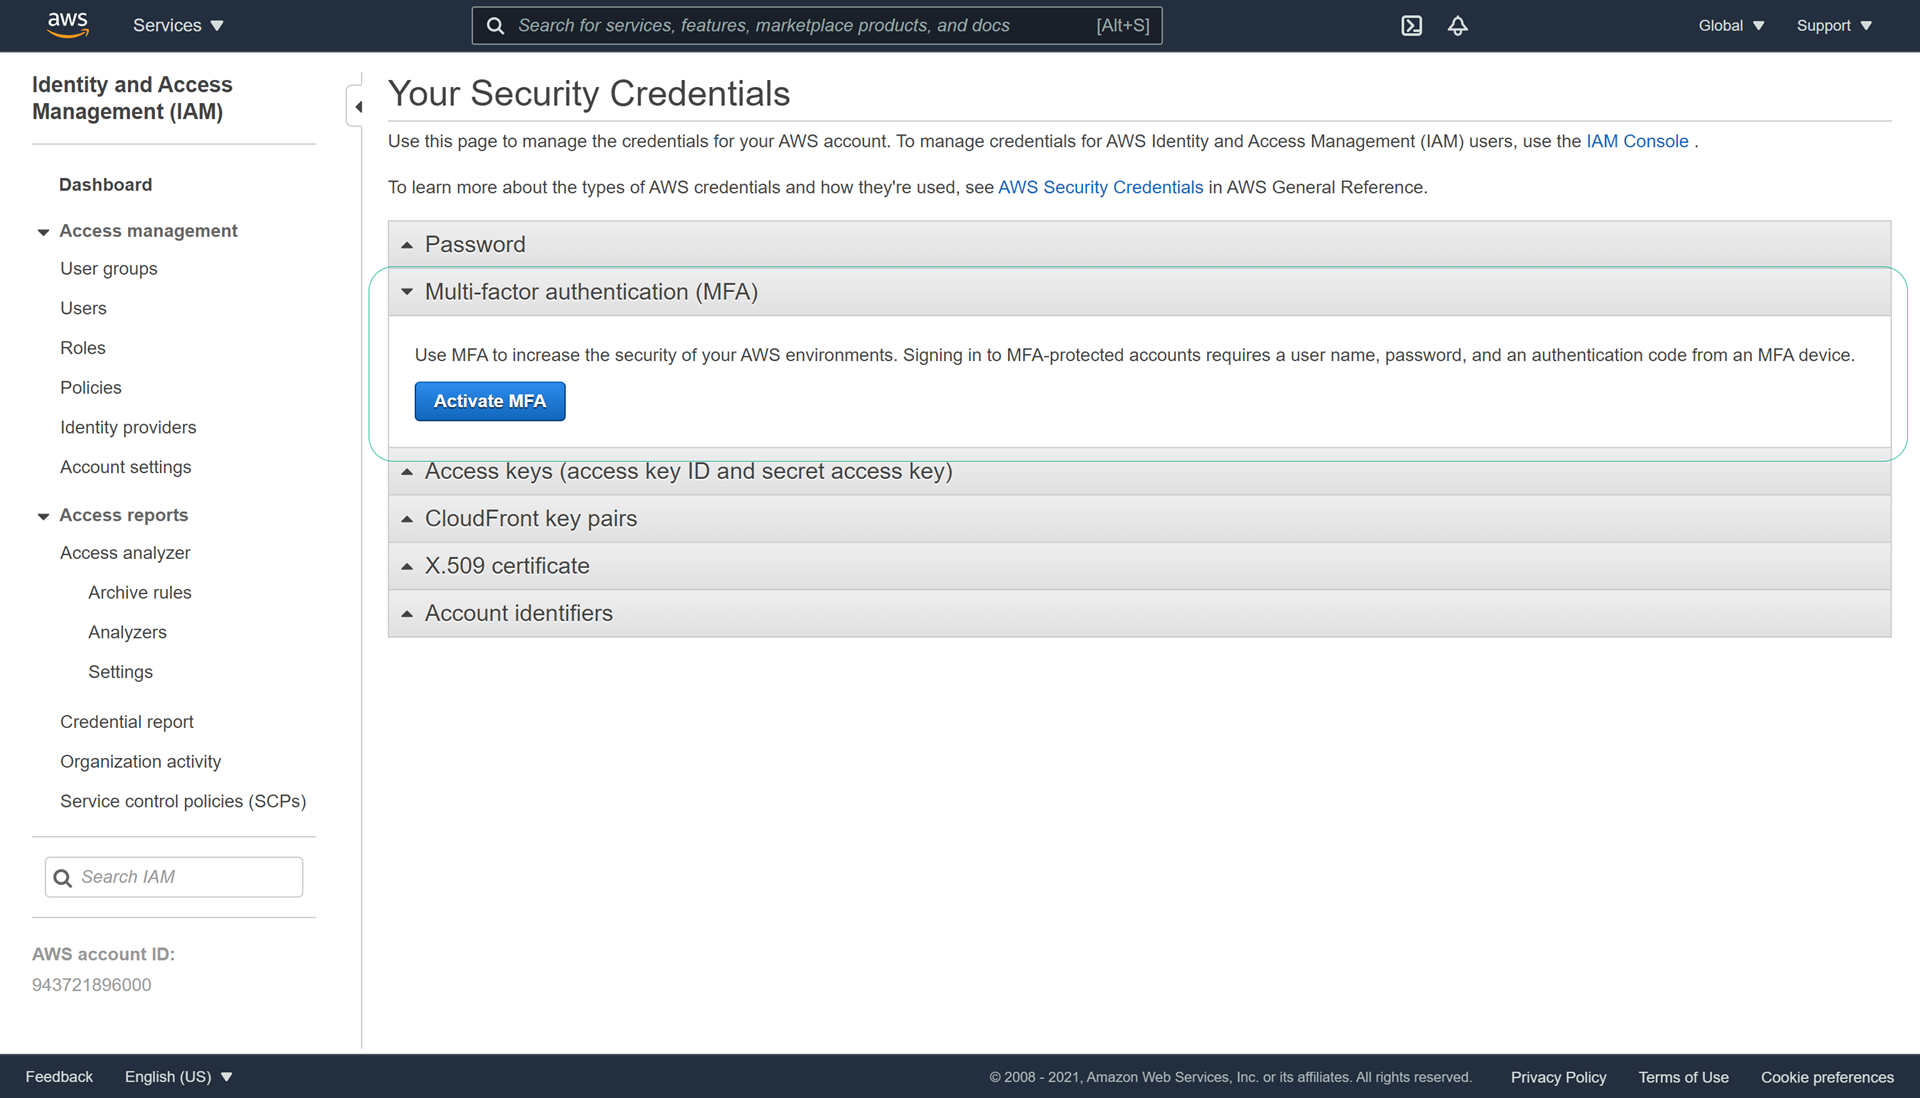 aws
Services
Search for services, features, marketplace products, and docs [Alt+S]
Global
Support
Identity and Access
Management (IAM)
Dashboard
Access management
User groups
Users
Roles
Policies
Identity providers
Account settings
Access reports
Access analyzer
Archive rules
Analyzers
Settings
Credential report
Organization activity
Service control policies (SCPs)
Search IAM
AWS account ID:
943721896000
Your Security Credentials
Use this page to manage the credentials for your AWS account. To manage credentials for AWS Identity and Access Management (IAM) users, use the IAM Console .
To learn more about the types of AWS credentials and how they're used, see AWS Security Credentials in AWS General Reference.
Password
Multi-factor authentication (MFA)
Use MFA to increase the security of your AWS environments. Signing in to MFA-protected accounts requires a user name, password, and an authentication code from an MFA device.
Activate MFA
Access keys (access key ID and secret access key)
CloudFront key pairs
X.509 certificate
Account identifiers
Feedback
English (US)
© 2008 - 2021, Amazon Web Services, Inc. or its affiliates. All rights reserved.
Privacy Policy
Terms of Use
Cookie preferences